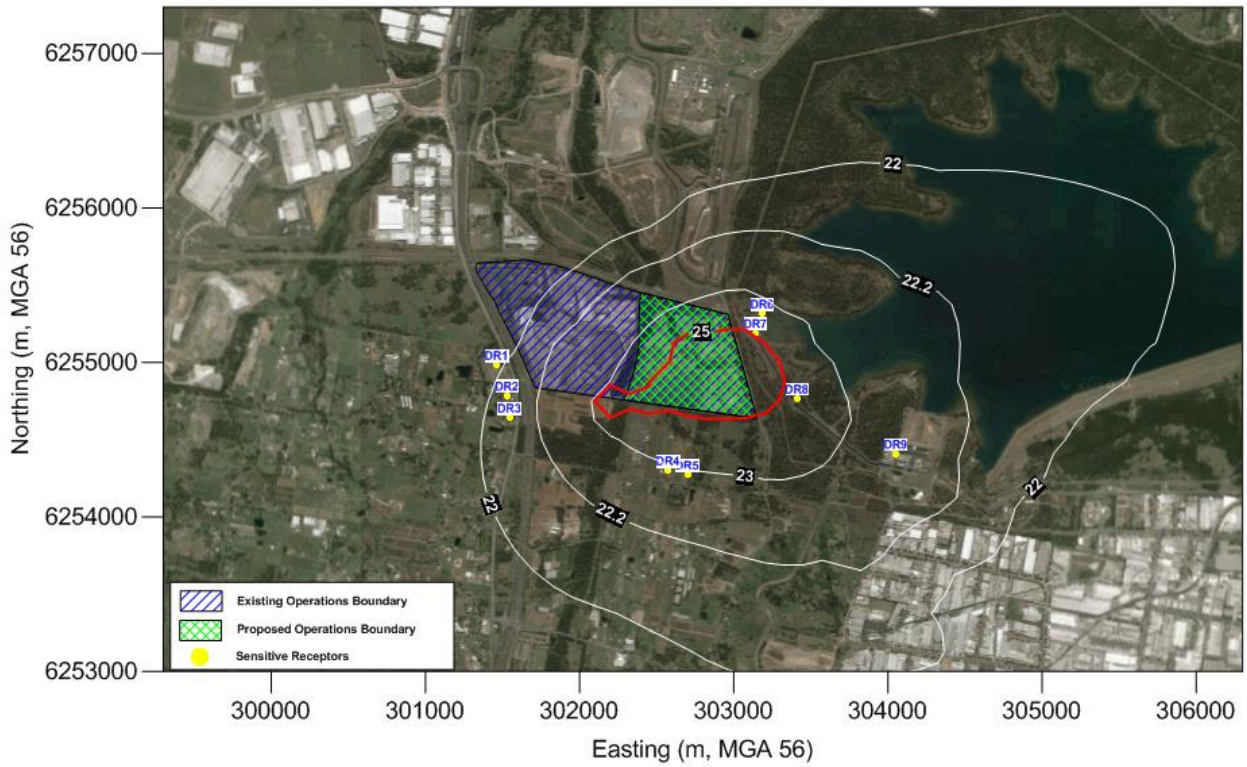 6257000
6256000
6255000
6254000
6253000
Northing (m, MGA 56)
22
22.2
DR6
DR7
25
DR1
DR2
DR8
DR3
DR9
DR4
DR5
23
22
22
22.2
Existing Operations Boundary
Proposed Operations Boundary
Sensitive Receptors
300000 301000 302000 303000 304000 305000 306000
Easting (m, MGA 56)